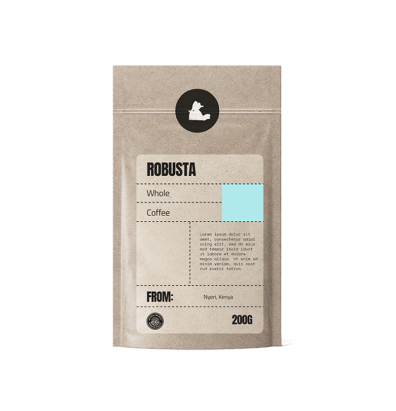 ROBUSTA
Whole
Coffee
Lorem ipsum dolor sit
amet, consectetur adipi
scing elit, sed do eius
mod tempor incid idunt
ut labore et dolore
magna aliqua. Ut enim ad
minim veniam, quis nost
rud exerci tation
FROM:
Nyeri, Kenya
200G